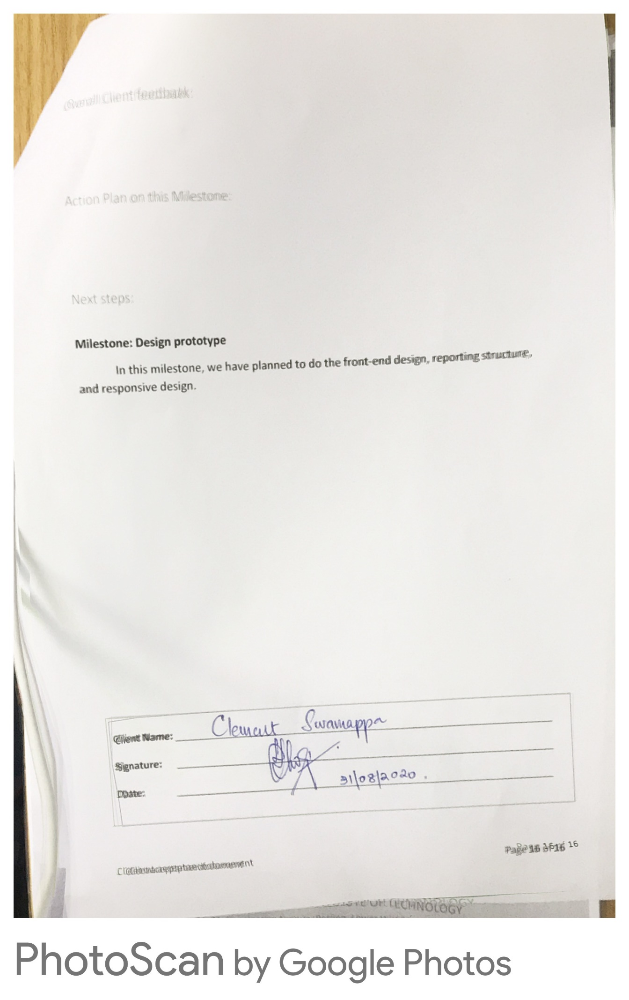 Overall Client feedback:
Action Plan on this Milestone:
Next steps:
Milestone: Design prototype
In this milestone, we have planned to do the front-end design, reporting structure,
and responsive design.
Client Name: Clement Swamappa
Signature:
Date: 31/08/2020.
Page 16 of 16
Client acceptance document
TECHNOLOGY
PhotoScan by Google Photos